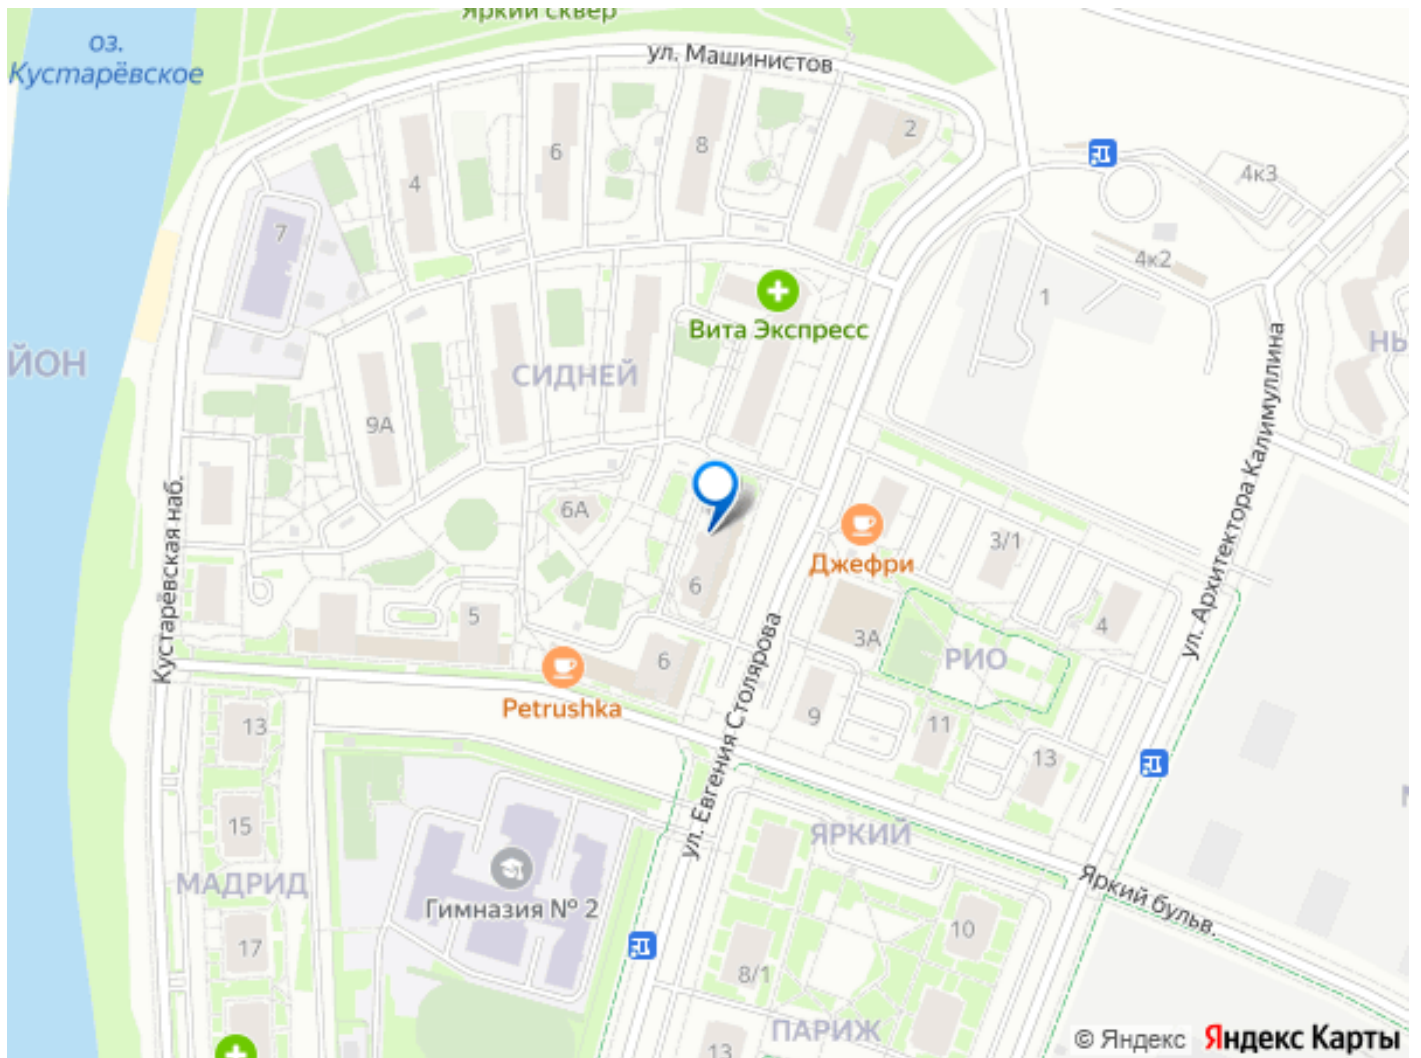 Яркий сквер
оз.
Кустарёвское
ул. Машинистов
2
8
6
4
4к3
7
4к2
1
Вита Экспресс
ЙОН
СИДНЕЙ
НЬ
ул. Архитектора Калимуллина
9А
Кустарёвская наб.
6А
Джефри
3/1
6
5
3А
4
РИО
6
Petrushka
ул. Евгения Столярова
9
11
13
13
15
ЯРКИЙ
МАДРИД
Гимназия № 2
Яркий бульв.
17
10
8/1
ПАРИЖ
13
© Яндекс Яндекс Карты